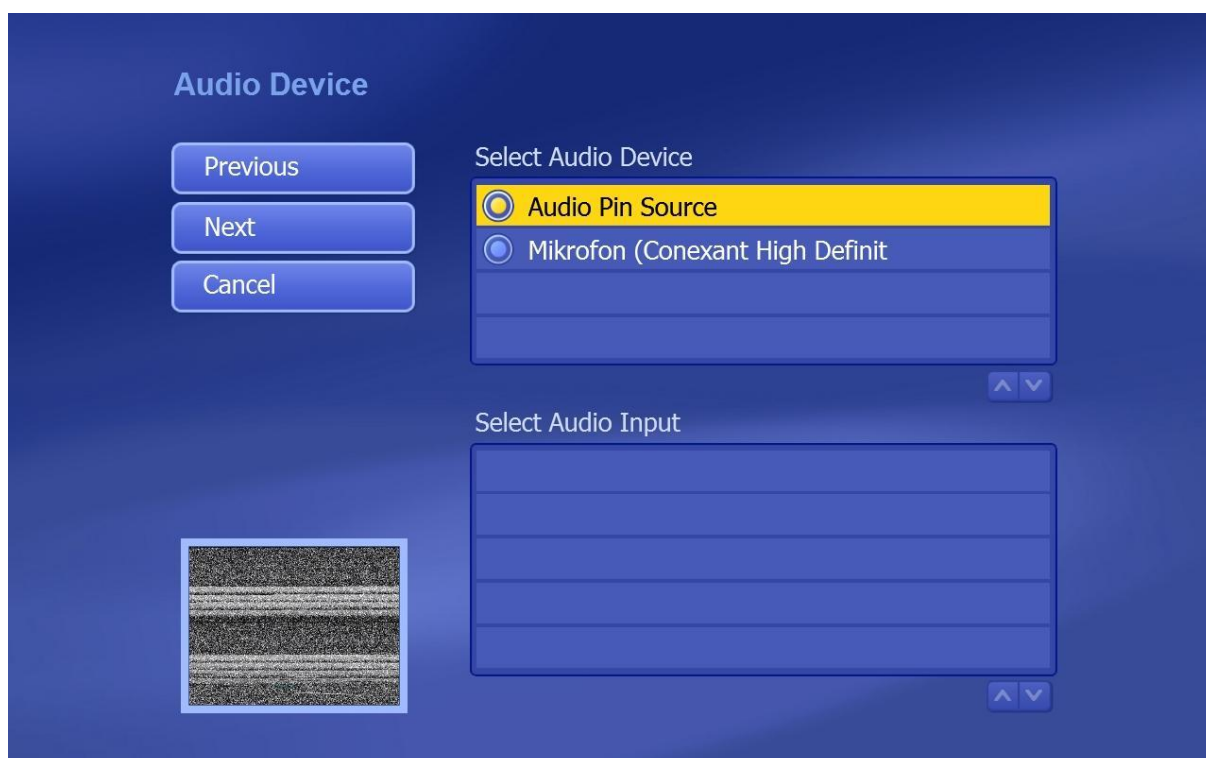 Audio Device
Previous
Next
Cancel
Select Audio Device
Audio Pin Source
Mikrofon (Conexant High Definit
Select Audio Input